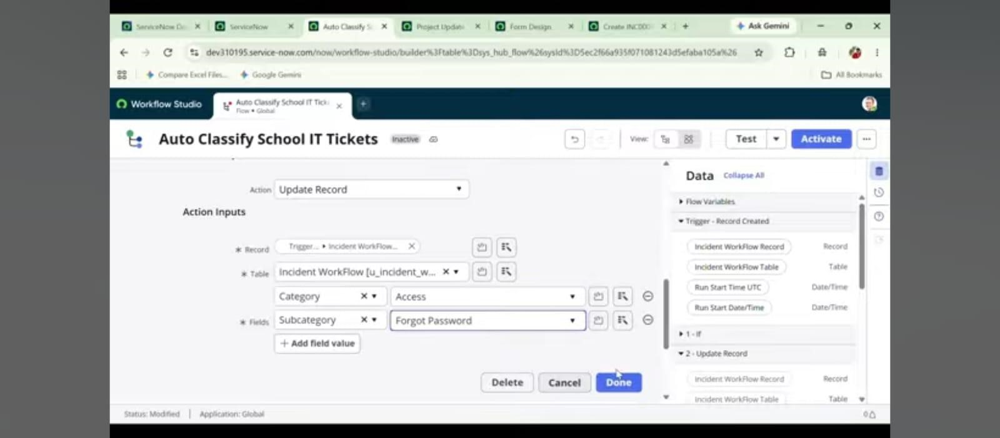 ServiceNow De
ServiceNow
Auto Classify S
Project Update
Form Design
Create INC000
Ask Gemini
dev310195.service-now.com/now/workflow-studio/builder%3Ftable%3Dsys_hub_flow%26sysId%3D5ec2f66a935f071081243d5efaba105a%26
Compare Excel Files...
Google Gemini
All Bookmarks
Workflow Studio
Auto Classify School IT Tick
Flow • Global
Auto Classify School IT Tickets
Inactive
View:
Test
Activate
Action
Update Record
Action Inputs
* Record
Trigger... ▸ Incident WorkFlow...
* Table
Incident WorkFlow [u_incident_w...
Category
Access
* Fields
Subcategory
Forgot Password
+ Add field value
Delete
Cancel
Done
Data
Collapse All
Flow Variables
Trigger - Record Created
Incident WorkFlow Record
Record
Incident WorkFlow Table
Table
Run Start Time UTC
Date/Time
Run Start Date/Time
Date/Time
1 - If
2 - Update Record
Incident WorkFlow Record
Record
Incident WorkFlow Table
Table
Status: Modified
Application: Global
0